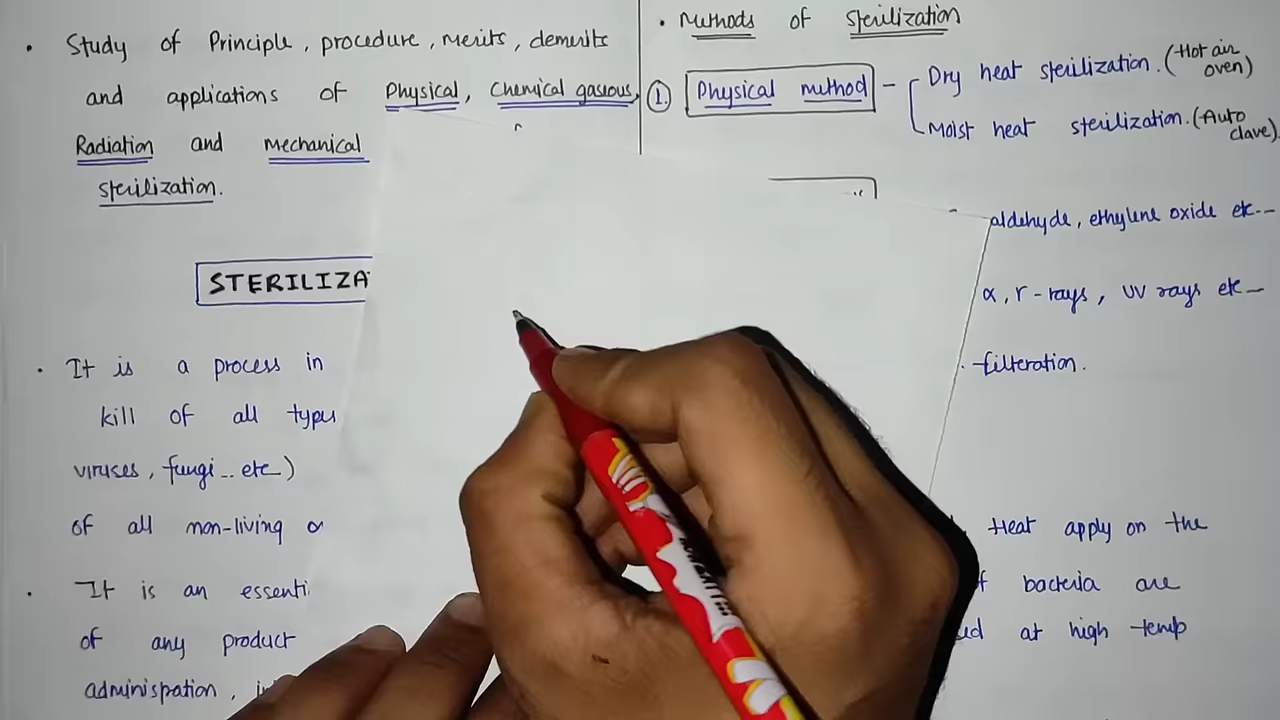 • Study of Principle, procedure, merits, demerits
and applications of Physical, Chemical gaseous,
Radiation and Mechanical
sterilization.
STERILIZA
• It is a process in
kill of all types
viruses, fungi .. etc)
of all non-living
• It is an essenti
of any product
adminispation,
• Methods of Sterilization
1. Physical method - Dry heat sterilization. (Hot air oven)
Moist heat sterilization. (Auto clave).
aldehyde, ethylene oxide etc--
α, r - rays, UV rays etc—
filteration.
Heat apply on the
bacteria are
at high temp